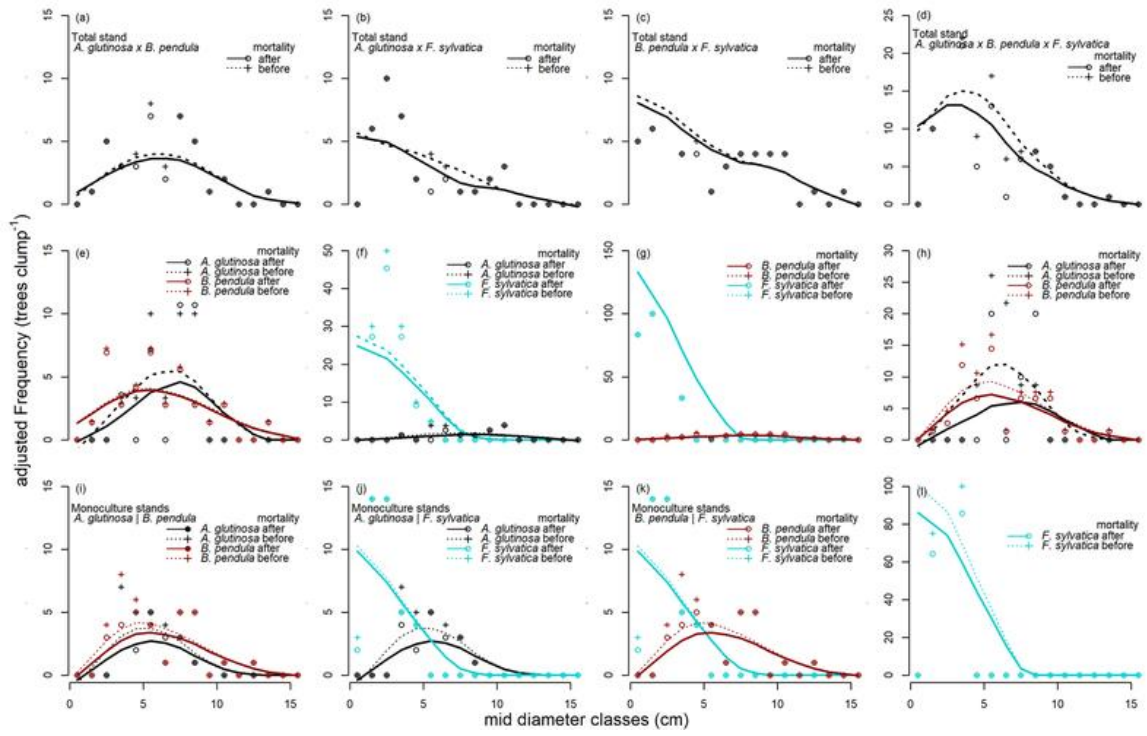 (a)
Total stand
A. glutinosa x B. pendula
mortality
after
before
15
10
5
0
(b)
Total stand
A. glutinosa x F. sylvatica
mortality
after
before
15
10
5
0
(c)
Total stand
B. pendula x F. sylvatica
mortality
after
before
15
10
5
0
(d)
Total stand
A. glutinosa x B. pendula x F. sylvatica
mortality
after
before
25
20
15
10
5
0
adjusted Frequency (trees clump-1)
(e)
mortality
A. glutinosa after
A. glutinosa before
B. pendula after
B. pendula before
15
10
5
0
(f)
mortality
A. glutinosa after
A. glutinosa before
F. sylvatica after
F. sylvatica before
50
40
30
20
10
0
(g)
mortality
B. pendula after
B. pendula before
F. sylvatica after
F. sylvatica before
150
100
50
0
(h)
mortality
A. glutinosa after
A. glutinosa before
B. pendula after
B. pendula before
30
25
20
15
10
5
0
(i)
Monoculture stands
A. glutinosa | B. pendula
mortality
A. glutinosa after
A. glutinosa before
B. pendula after
B. pendula before
15
10
5
0
0 5 10 15
(j)
Monoculture stands
A. glutinosa | F. sylvatica
mortality
A. glutinosa after
A. glutinosa before
F. sylvatica after
F. sylvatica before
15
10
5
0
0 5 10 15
(k)
Monoculture stands
B. pendula | F. sylvatica
mortality
B. pendula after
B. pendula before
F. sylvatica after
F. sylvatica before
15
10
5
0
0 5 10 15
(l)
mortality
F. sylvatica after
F. sylvatica before
100
80
60
40
20
0
0 5 10 15
mid diameter classes (cm)